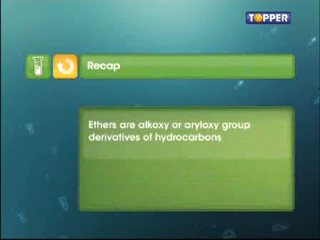 TOPPER
Recap
Ethers are alkoxy or aryloxy group
derivatives of hydrocarbons